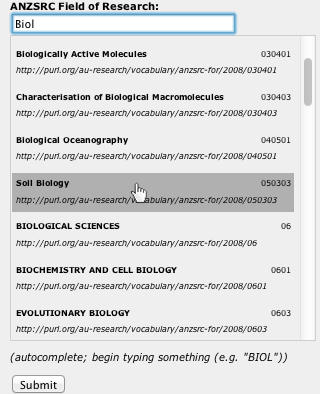 ANZSRC Field of Research:
Biol
Biologically Active Molecules 030401
http://purl.org/au-research/vocabulary/anzsrc-for/2008/030401
Characterisation of Biological Macromolecules 030403
http://purl.org/au-research/vocabulary/anzsrc-for/2008/030403
Biological Oceanography 040501
http://purl.org/au-research/vocabulary/anzsrc-for/2008/040501
Soil Biology 050303
http://purl.org/au-research/vocabulary/anzsrc-for/2008/050303
BIOLOGICAL SCIENCES 06
http://purl.org/au-research/vocabulary/anzsrc-for/2008/06
BIOCHEMISTRY AND CELL BIOLOGY 0601
http://purl.org/au-research/vocabulary/anzsrc-for/2008/0601
EVOLUTIONARY BIOLOGY 0603
http://purl.org/au-research/vocabulary/anzsrc-for/2008/0603
(autocomplete; begin typing something (e.g. "BIOL"))
Submit